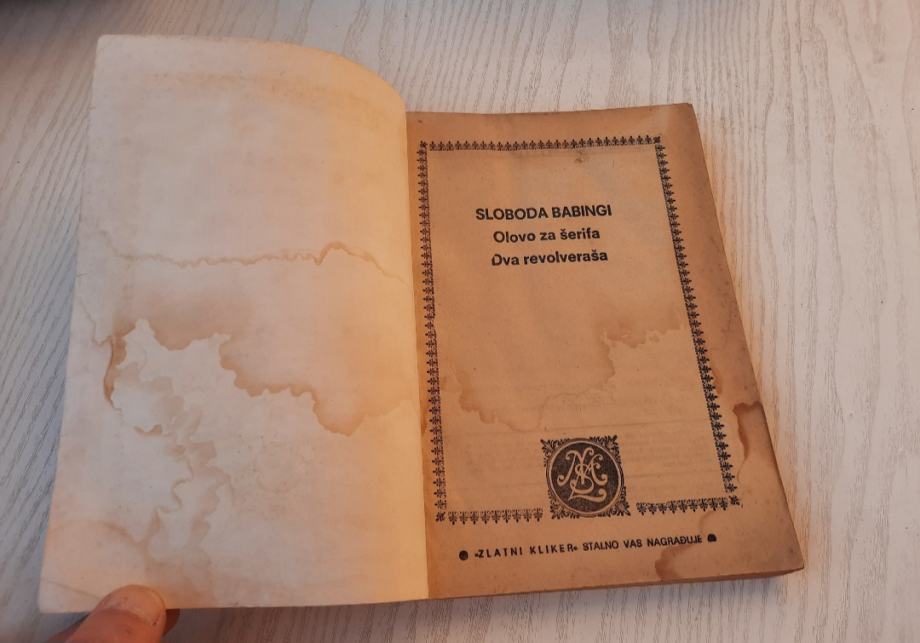 SLOBODA BABINGI
Olovo za šerifa
Dva revolveraša
«ZLATNI KLIKER» STALNO VAS NAGRAĐUJE